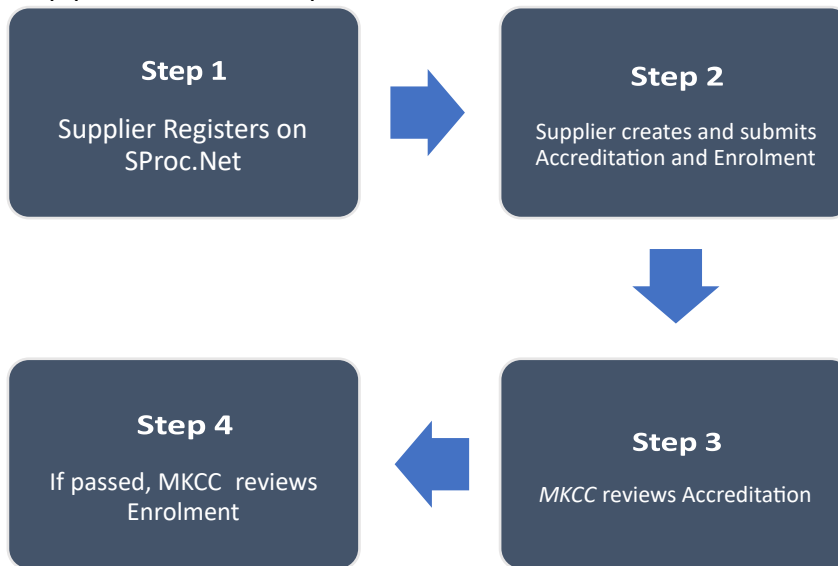 Step 1
Supplier Registers on
SProc.Net
Step 2
Supplier creates and submits
Accreditation and Enrolment
Step 3
MKCC reviews Accreditation
Step 4
If passed, MKCC reviews
Enrolment